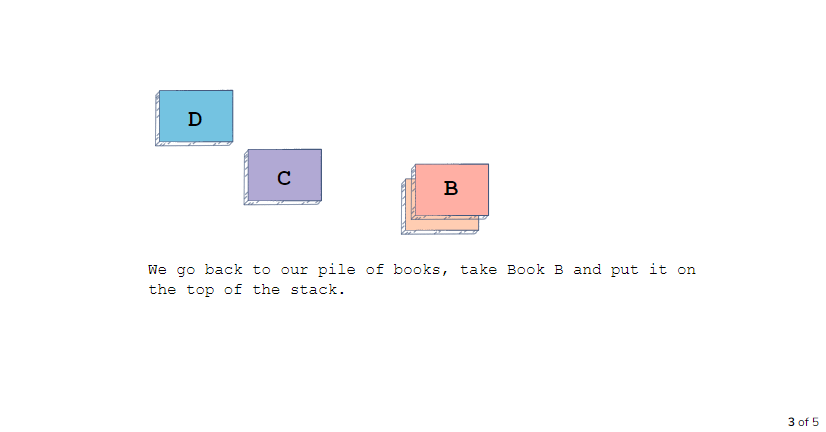 D
C
B
We go back to our pile of books, take Book B and put it on
the top of the stack.
3 of 5